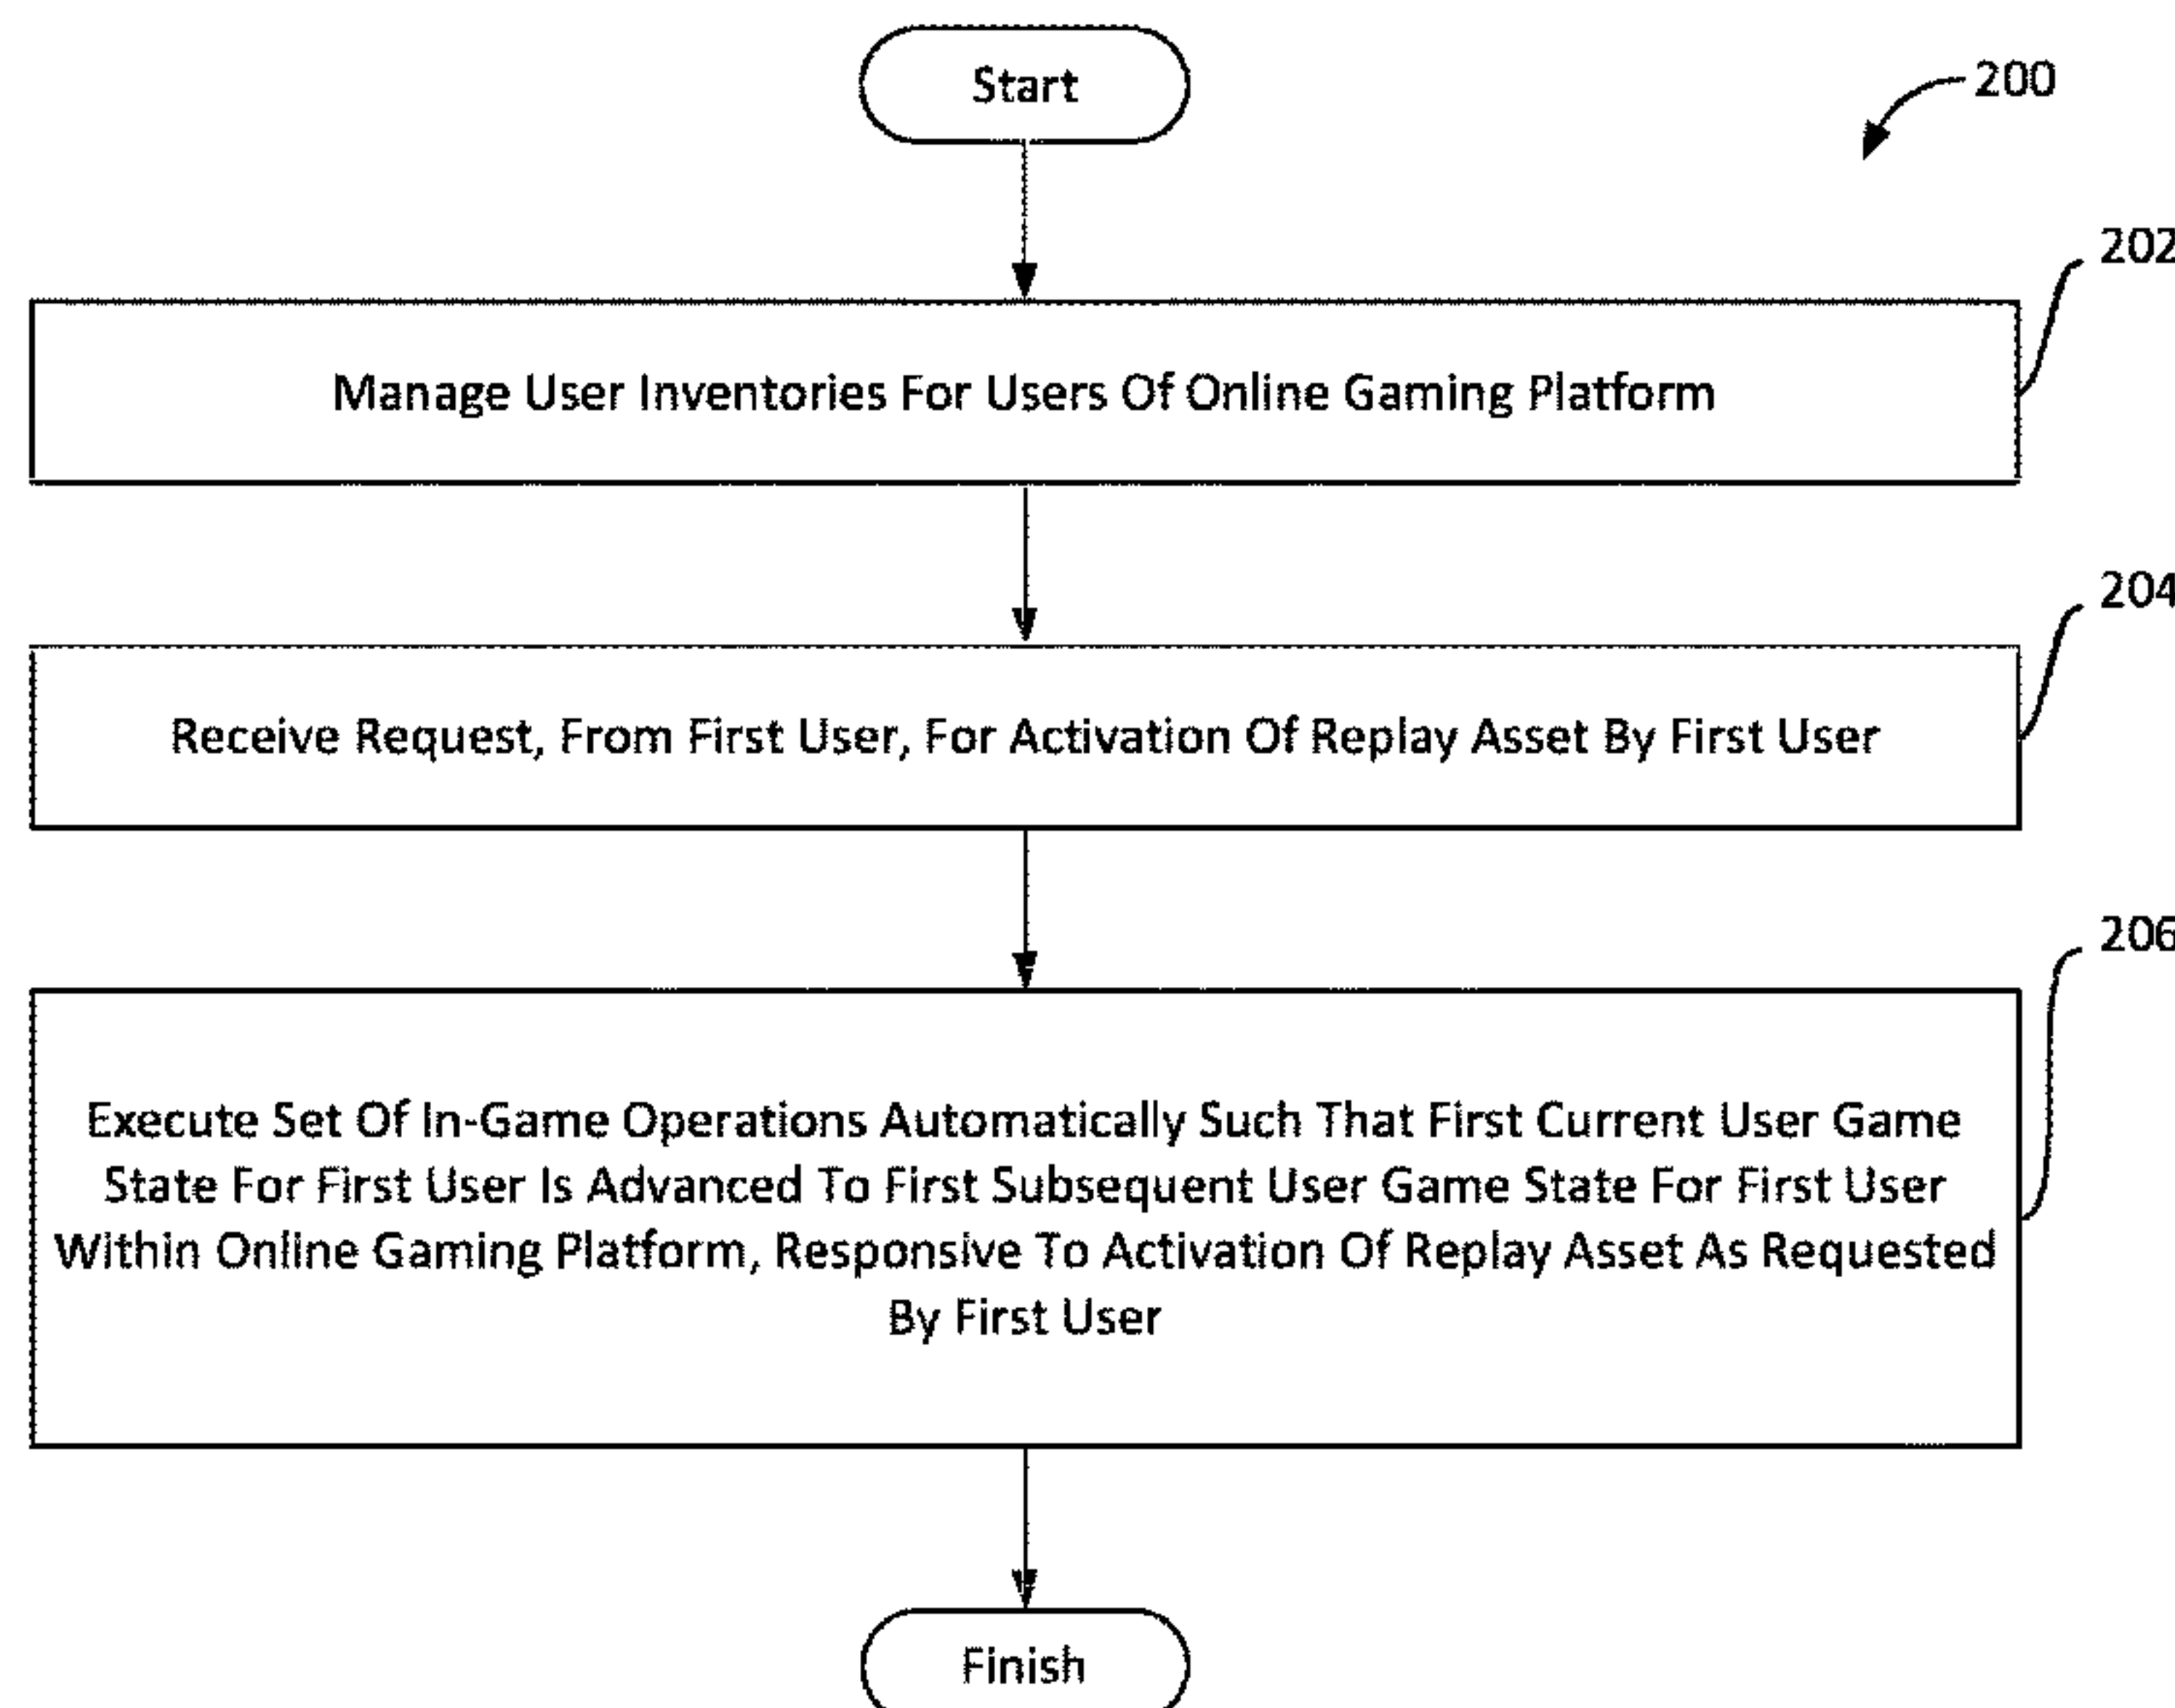 Start
200
202
Manage User Inventories For Users Of Online Gaming Platform
204
Receive Request, From First User, For Activation Of Replay Asset By First User
206
Execute Set Of In-Game Operations Automatically Such That First Current User Game
State For First User Is Advanced To First Subsequent User Game State For First User
Within Online Gaming Platform, Responsive To Activation Of Replay Asset As Requested
By First User
Finish